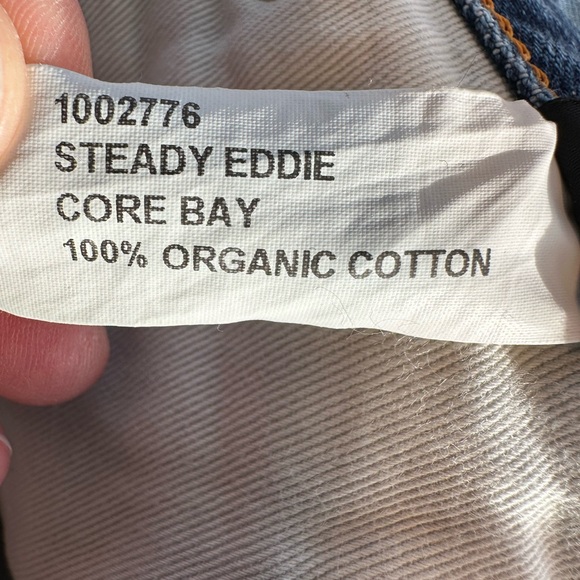 1002776
STEADY EDDIE
CORE BAY
100% ORGANIC COTTON